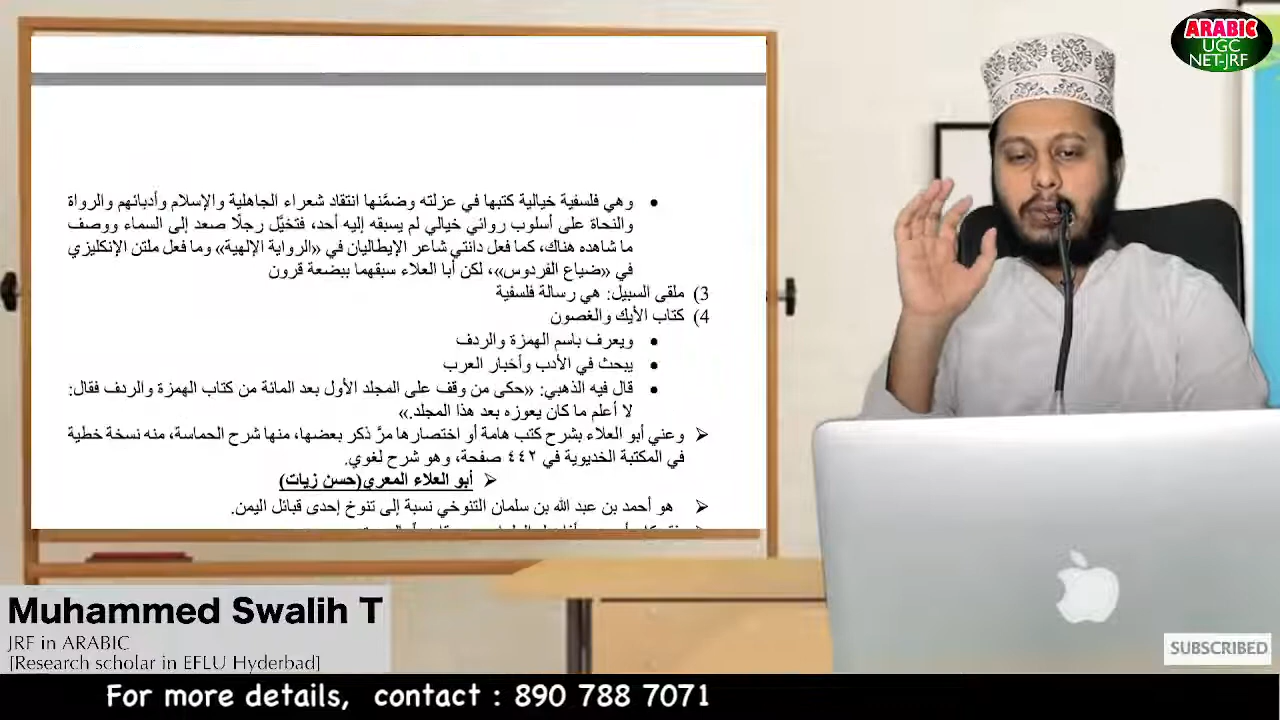 ARABIC
UGC
NET-JRF
• وهي فلسفية خيالية كتبها في عزلته وضمَّنها انتقاد شعراء الجاهلية والإسلام وأدبائهم والرواة
والنحاة على أسلوب روائي خيالي لم يسبقه إليه أحد، فتخيَّل رجلًا صعد إلى السماء ووصف
ما شاهده هناك، كما فعل دانتي شاعر الإيطاليان في «الرواية الإلهية» وما فعل ملتن الإنكليزي
في «ضياع الفردوس»، لكن أبا العلاء سبقهما ببضعة قرون
3) ملقى السبيل: هي رسالة فلسفية
4) كتاب الأيك والغصون
• ويعرف باسم الهمزة والردف
• يبحث في الأدب وأخبار العرب
• قال فيه الذهبي: «حكى من وقف على المجلد الأول بعد المائة من كتاب الهمزة والردف فقال:
لا أعلم ما كان يعوزه بعد هذا المجلد.»
➢ وعني أبو العلاء بشرح كتب هامة أو اختصارها مرَّ ذكر بعضها، منها شرح الحماسة، منه نسخة خطية
في المكتبة الخديوية في ٤٤٢ صفحة، وهو شرح لغوي.
➢ أبو العلاء المعري(حسن زيات)
➢ هو أحمد بن عبد الله بن سلمان التنوخي نسبة إلى تنوخ إحدى قبائل اليمن.
Muhammed Swalih T
JRF in ARABIC
[Research scholar in EFLU Hyderbad]
SUBSCRIBED
For more details, contact : 890 788 7071